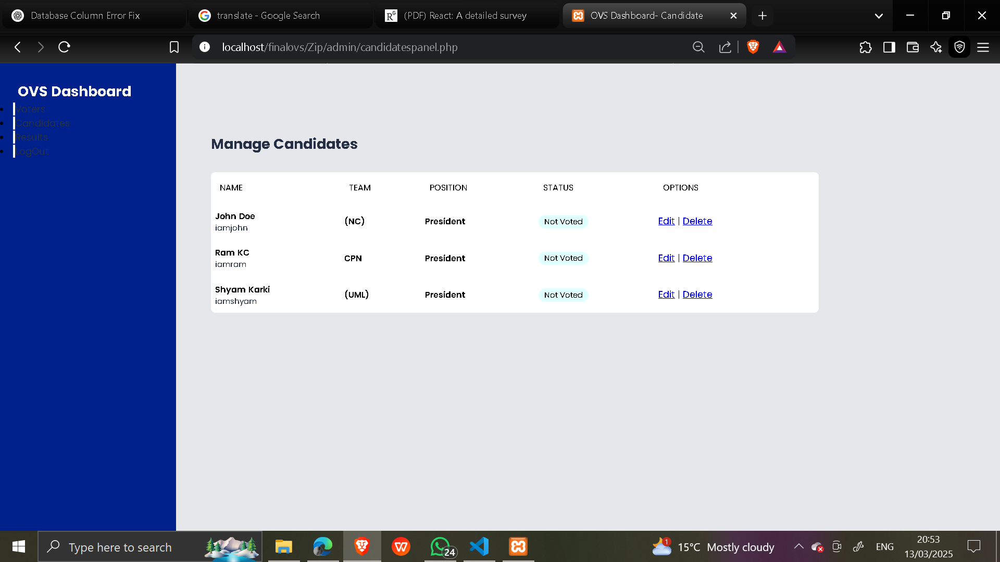 Database Column Error Fix
translate - Google Search
(PDF) React: A detailed survey
OVS Dashboard- Candidate
localhost/finalovs/Zip/admin/candidatespanel.php
OVS Dashboard
Voters
Candidates
Results
LogOut
Manage Candidates
NAME TEAM POSITION STATUS OPTIONS
John Doe
iamjohn
(NC) President Not Voted Edit | Delete
Ram KC
iamram
CPN President Not Voted Edit | Delete
Shyam Karki
iamshyam
(UML) President Not Voted Edit | Delete
Type here to search
24
1
15°C Mostly cloudy
ENG
20:53
13/03/2025